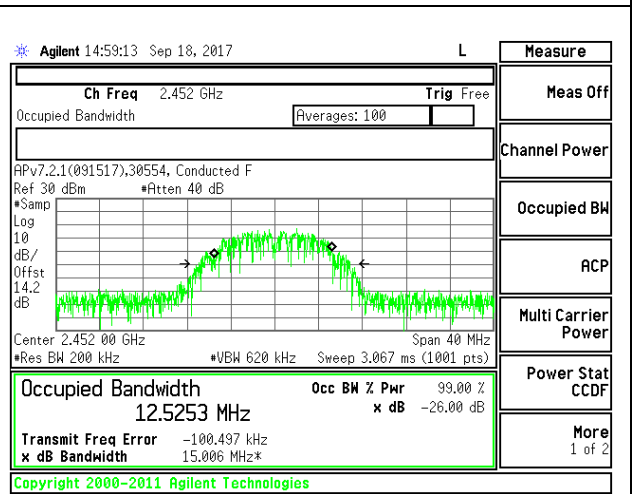 Agilent 14:59:13 Sep 18, 2017 L
Measure
Ch Freq 2.452 GHz Trig Free
Occupied Bandwidth Averages: 100
APv7.2.1(091517),30554, Conducted F
Ref 30 dBm #Atten 40 dB
#Samp
Log
10
dB/
Offst
14.2
dB
Center 2.452 00 GHz Span 40 MHz
#Res BW 200 kHz #VBW 620 kHz Sweep 3.067 ms (1001 pts)
Occupied Bandwidth Occ BW % Pwr 99.00 %
12.5253 MHz x dB -26.00 dB
Transmit Freq Error -100.497 kHz
x dB Bandwidth 15.006 MHz*
Copyright 2000-2011 Agilent Technologies
Meas Off
Channel Power
Occupied BW
ACP
Multi Carrier
Power
Power Stat
CCDF
More
1 of 2